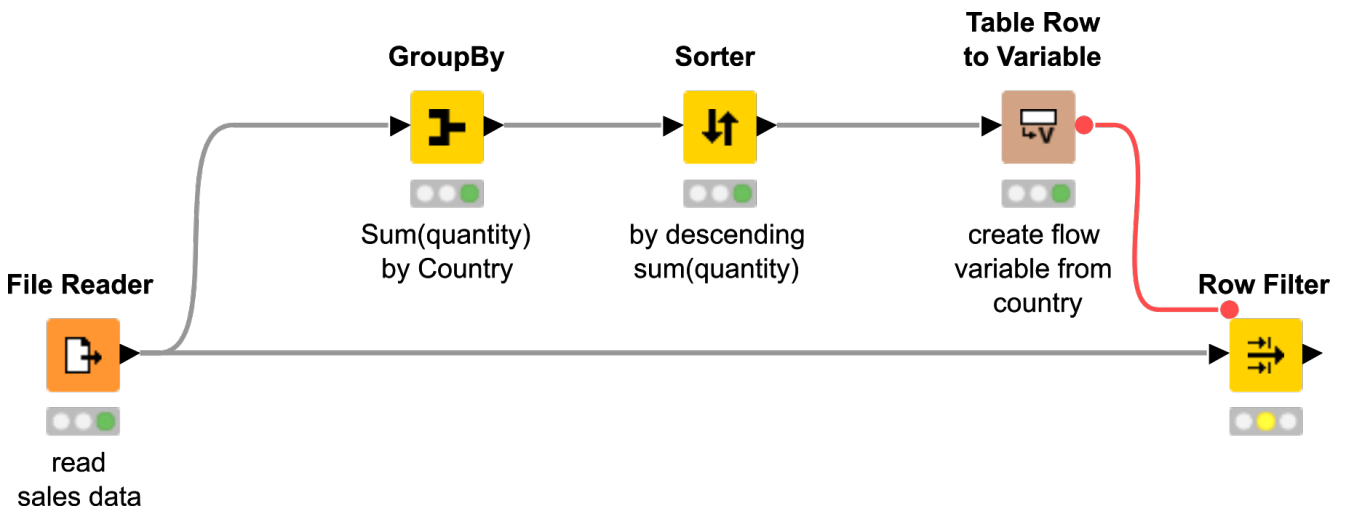 GroupBy
Sum(quantity)
by Country
Sorter
by descending
sum(quantity)
Table Row
to Variable
V
create flow
variable from
country
File Reader
read
sales data
Row Filter